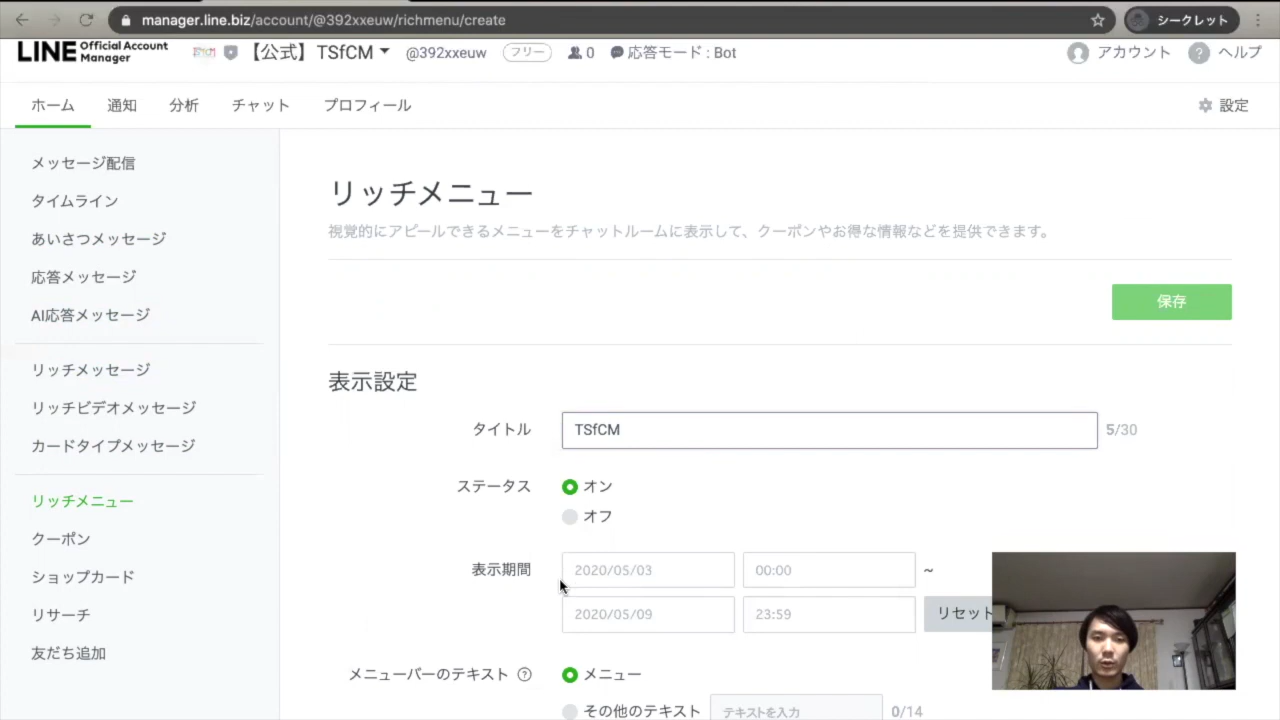 manager.line.biz/account/@392xxeuw/richmenu/create
シークレット
LINE Official Account Manager
【公式】TSfCM
@392xxeuw
フリー
0
応答モード : Bot
アカウント
? ヘルプ
ホーム
通知
分析
チャット
プロフィール
設定
メッセージ配信
タイムライン
あいさつメッセージ
応答メッセージ
AI応答メッセージ
リッチメッセージ
リッチビデオメッセージ
カードタイプメッセージ
リッチメニュー
クーポン
ショップカード
リサーチ
友だち追加
リッチメニュー
視覚的にアピールできるメニューをチャットルームに表示して、クーポンやお得な情報などを提供できます。
保存
表示設定
タイトル
TSfCM
5/30
ステータス
オン
オフ
表示期間
2020/05/03
00:00
~
2020/05/09
23:59
リセット
メニューバーのテキスト ?
メニュー
その他のテキスト
テキストを入力
0/14